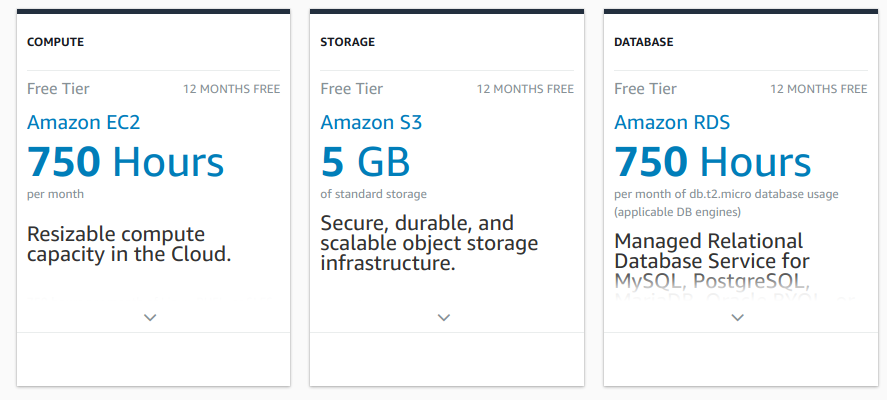 COMPUTE
Free Tier
12 MONTHS FREE
Amazon EC2
750 Hours
per month
Resizable compute
capacity in the Cloud.
STORAGE
Free Tier
12 MONTHS FREE
Amazon S3
5 GB
of standard storage
Secure, durable, and
scalable object storage
infrastructure.
DATABASE
Free Tier
12 MONTHS FREE
Amazon RDS
750 Hours
per month of db.t2.micro database usage
(applicable DB engines)
Managed Relational
Database Service for
MySQL, PostgreSQL,